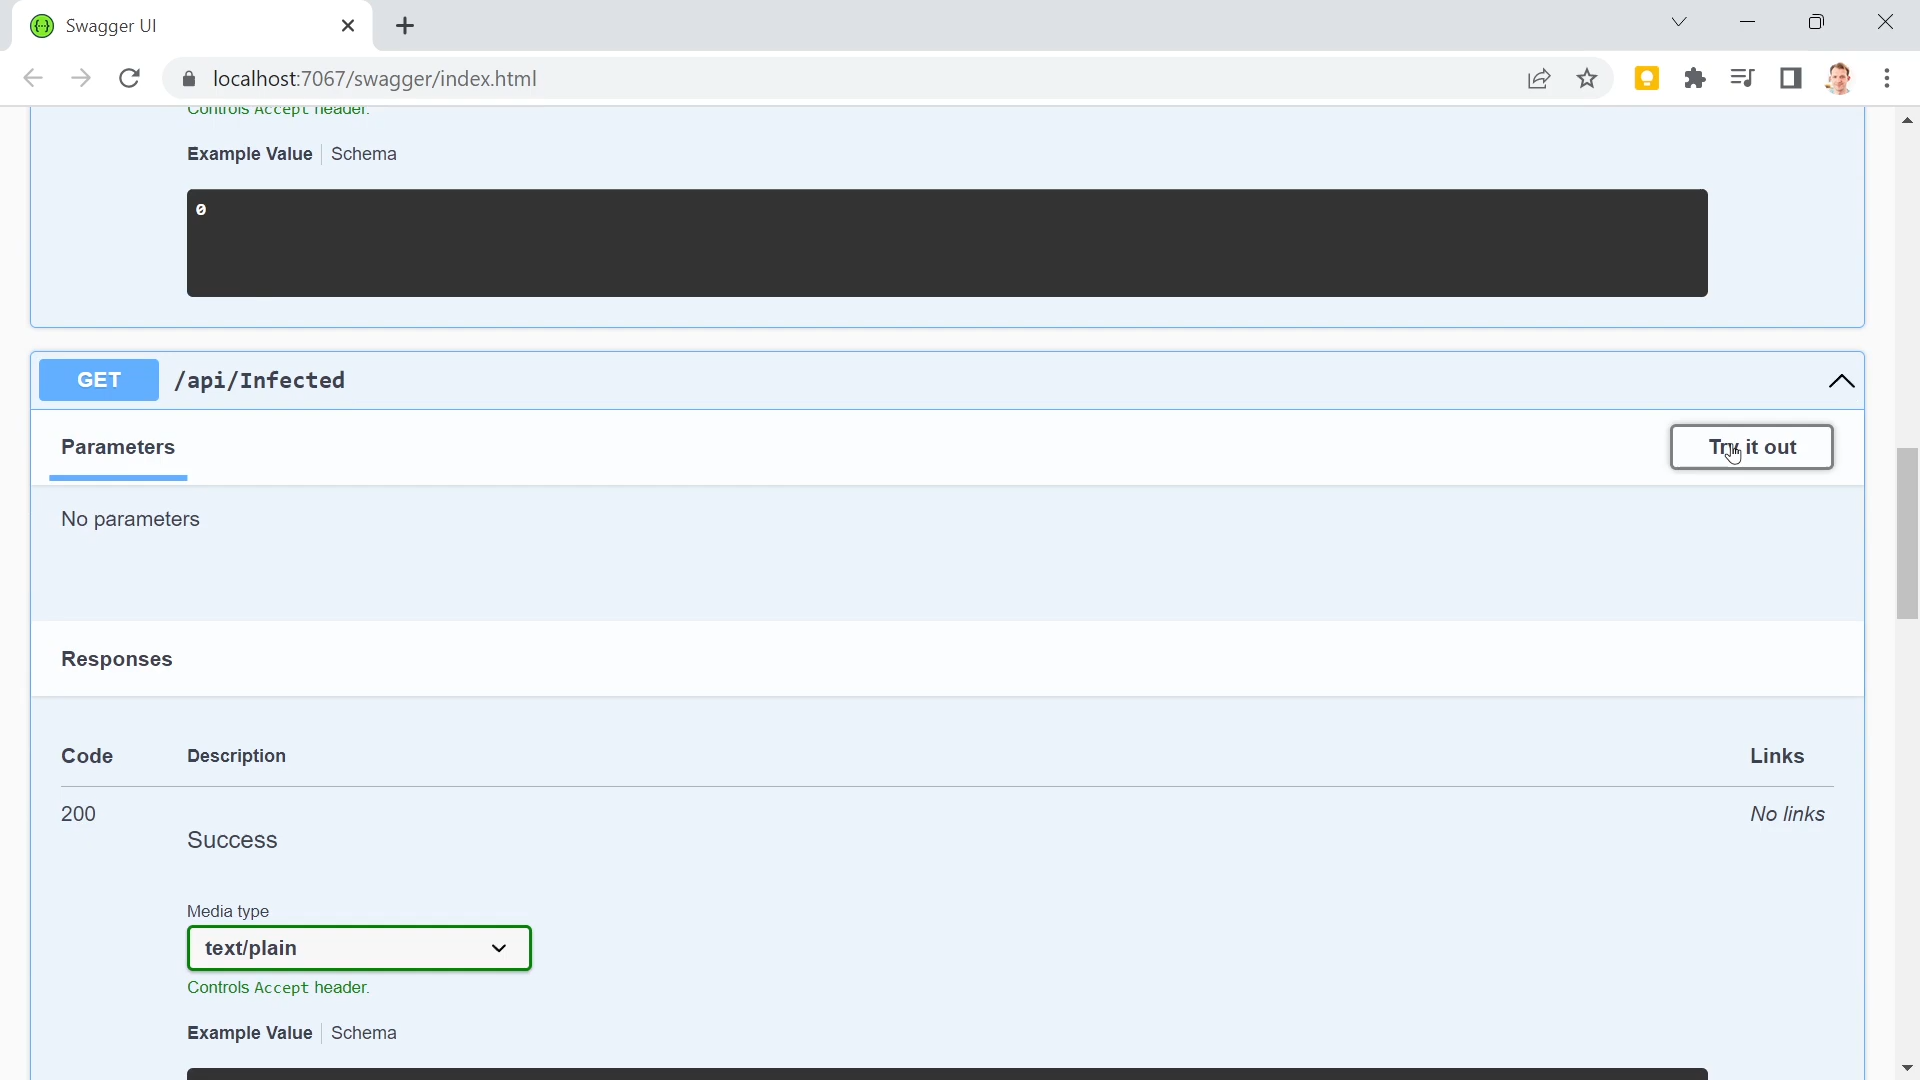 Swagger UI
localhost:7067/swagger/index.html
Controls Accept header.
Example Value Schema
0
GET /api/Infected
Parameters Try it out
No parameters
Responses
Code Description Links
200 No links
Success
Media type
text/plain
Controls Accept header.
Example Value Schema